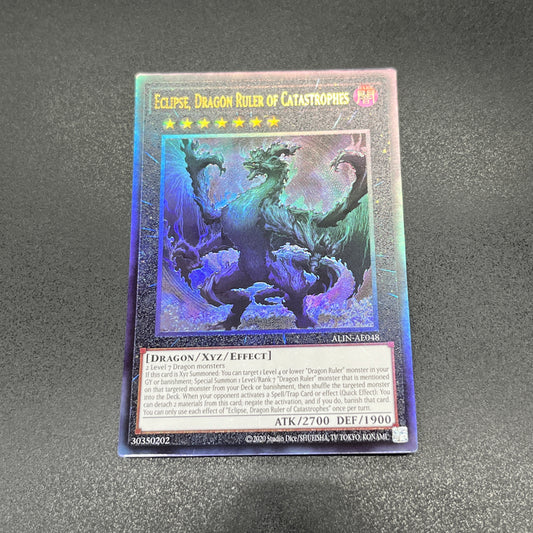 Eclipse, Dragon Ruler of Catastrophes
ALIN-AE048
[Dragon/Xyz/Effect]
2 Level 7 Dragon monsters
If this card is Xyz Summoned: You can target 1 Level 4 or lower "Dragon Ruler" monster in your
GY or banishment; Special Summon 1 Level/Rank 7 "Dragon Ruler" monster that is mentioned
on that targeted monster from your Deck or banishment, then shuffle the targeted monster
into the Deck. When your opponent activates a Spell/Trap Card or effect (Quick Effect): You can
detach 2 materials from this card; negate the activation, and if you do, banish that card.
You can only use each effect of "Eclipse, Dragon Ruler of Catastrophes" once per turn.
ATK/2700 DEF/1900
30350202
©2020 Studio Dice/SHUEISHA, TV TOKYO, KONAMI